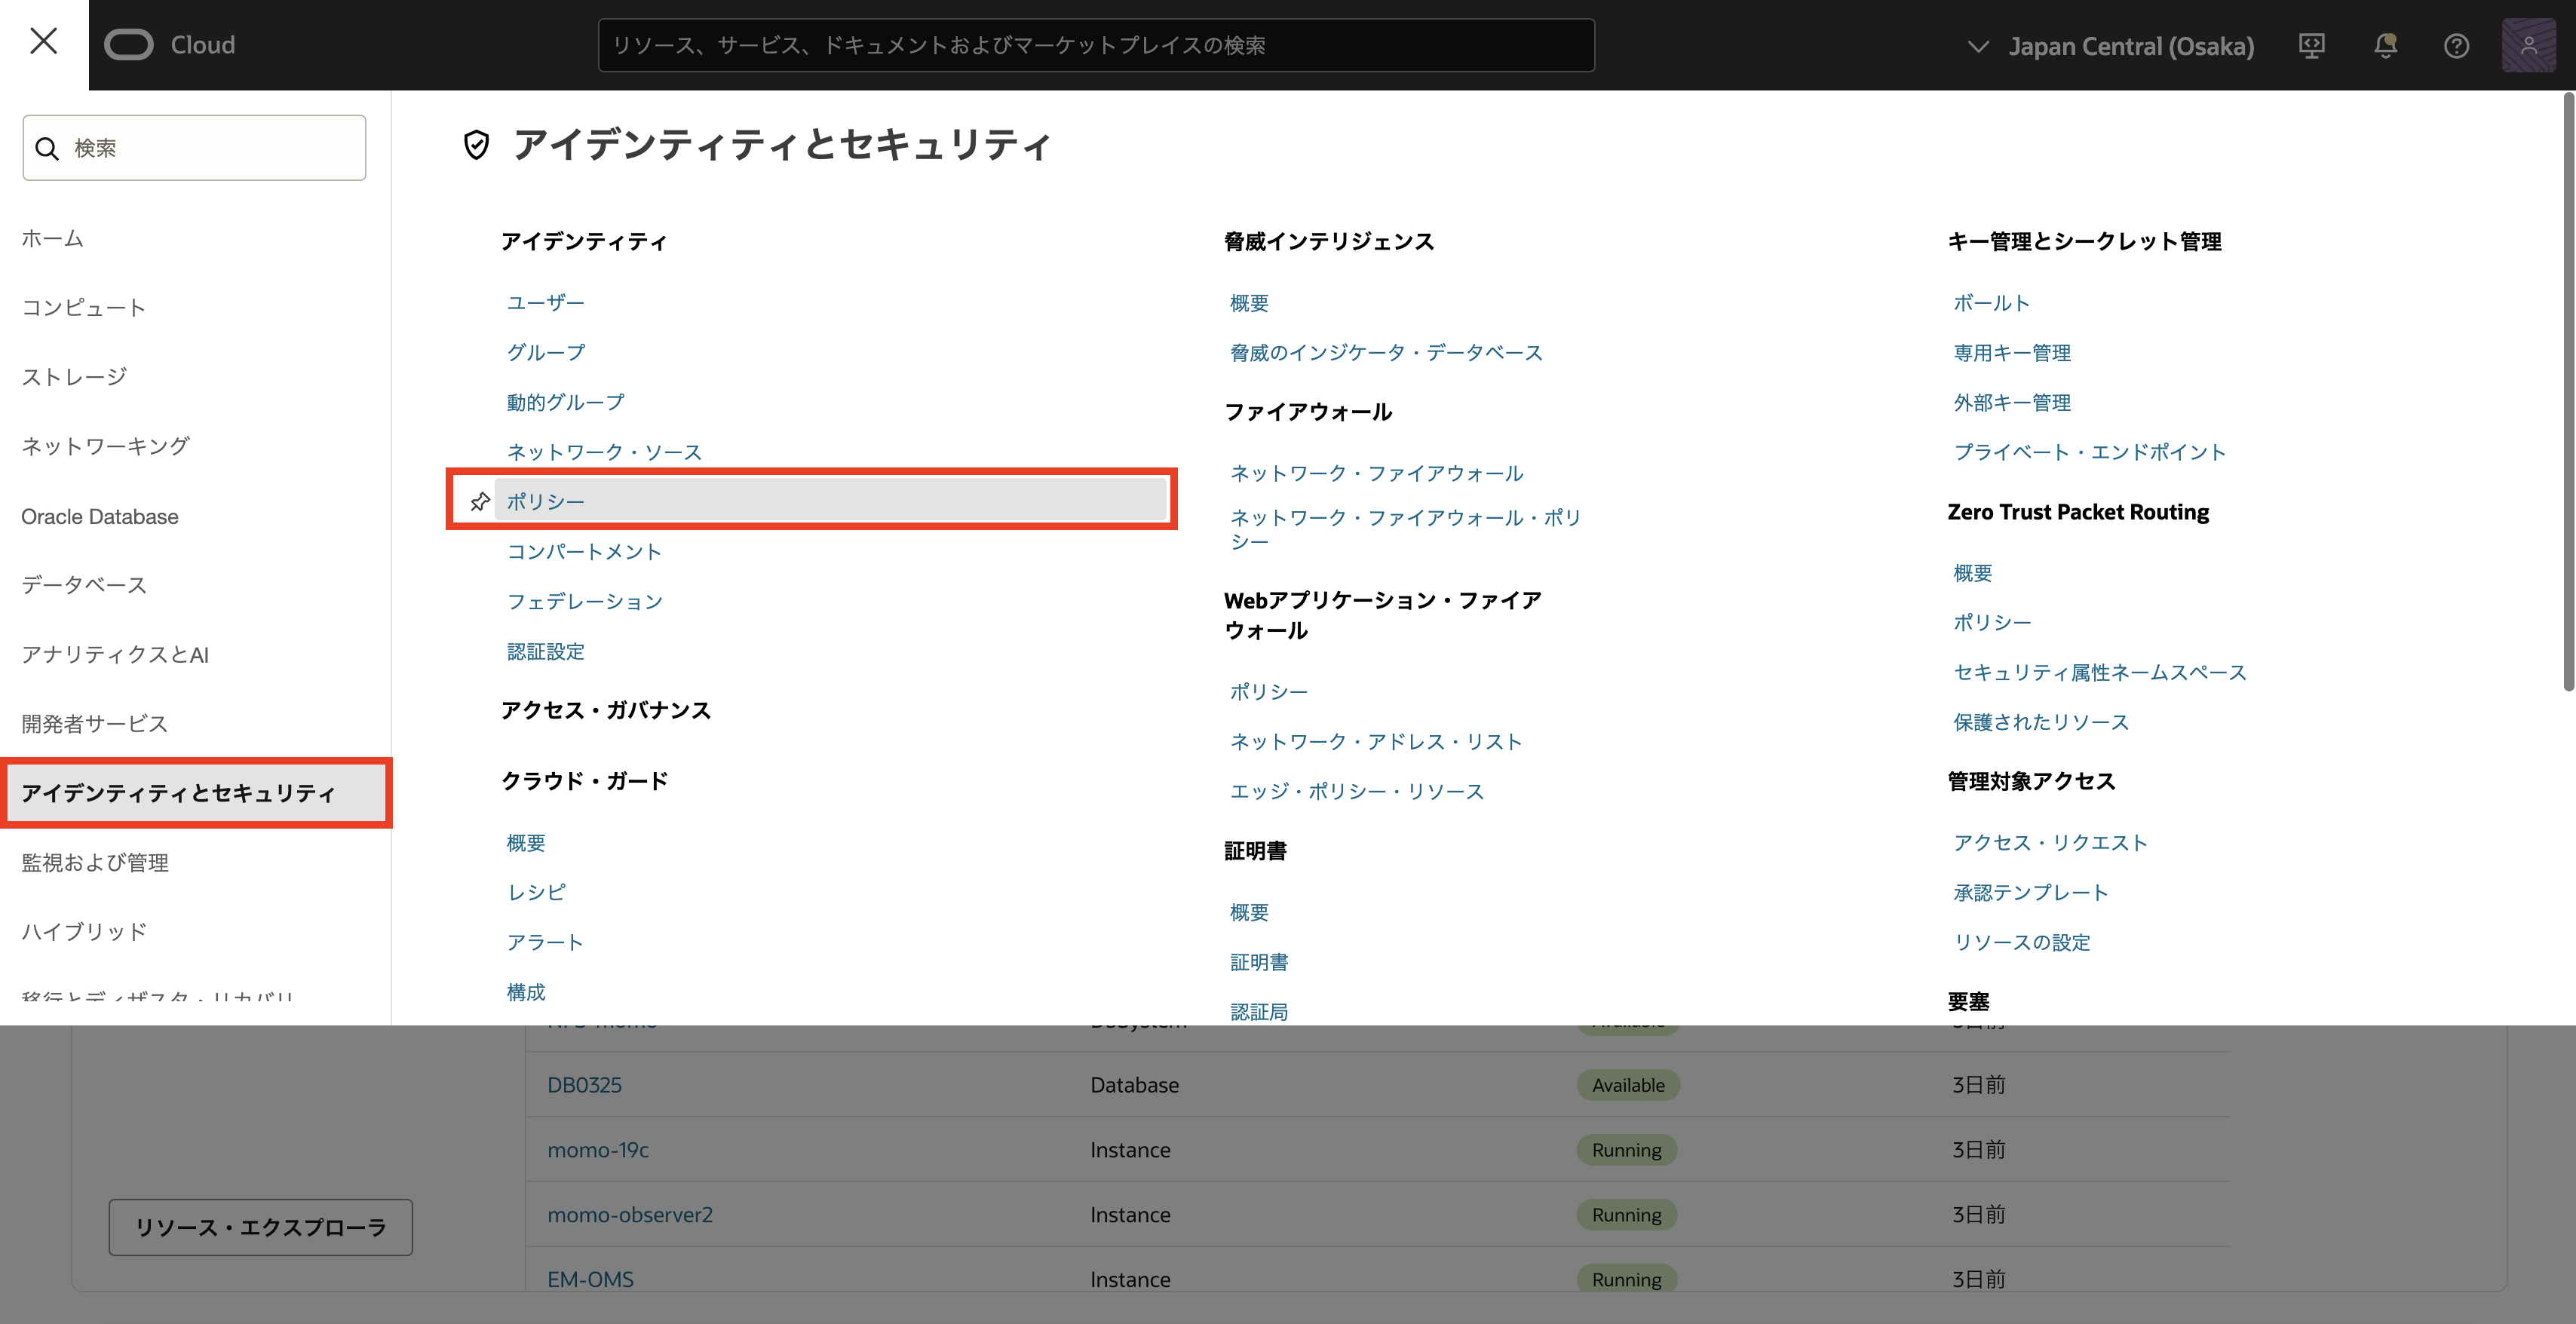 Cloud
リソース、サービス、ドキュメントおよびマーケットプレイスの検索
Japan Central (Osaka)
検索
ホーム
コンピュート
ストレージ
ネットワーキング
Oracle Database
データベース
アナリティクスとAI
開発者サービス
アイデンティティとセキュリティ
監視および管理
ハイブリッド
移行とディザスタ・リカバリ
アイデンティティとセキュリティ
アイデンティティ
ユーザー
グループ
動的グループ
ネットワーク・ソース
ポリシー
コンパートメント
フェデレーション
認証設定
アクセス・ガバナンス
クラウド・ガード
概要
レシピ
アラート
構成
脅威インテリジェンス
概要
脅威のインジケータ・データベース
ファイアウォール
ネットワーク・ファイアウォール
ネットワーク・ファイアウォール・ポリ
シー
Webアプリケーション・ファイア
ウォール
ポリシー
ネットワーク・アドレス・リスト
エッジ・ポリシー・リソース
証明書
概要
証明書
認証局
キー管理とシークレット管理
ボールト
専用キー管理
外部キー管理
プライベート・エンドポイント
Zero Trust Packet Routing
概要
ポリシー
セキュリティ属性ネームスペース
保護されたリソース
管理対象アクセス
アクセス・リクエスト
承認テンプレート
リソースの設定
要塞
DB0325 Database Available 3日前
momo-19c Instance Running 3日前
momo-observer2 Instance Running 3日前
リソース・エクスプローラ
EM-OMS Instance Running 3日前